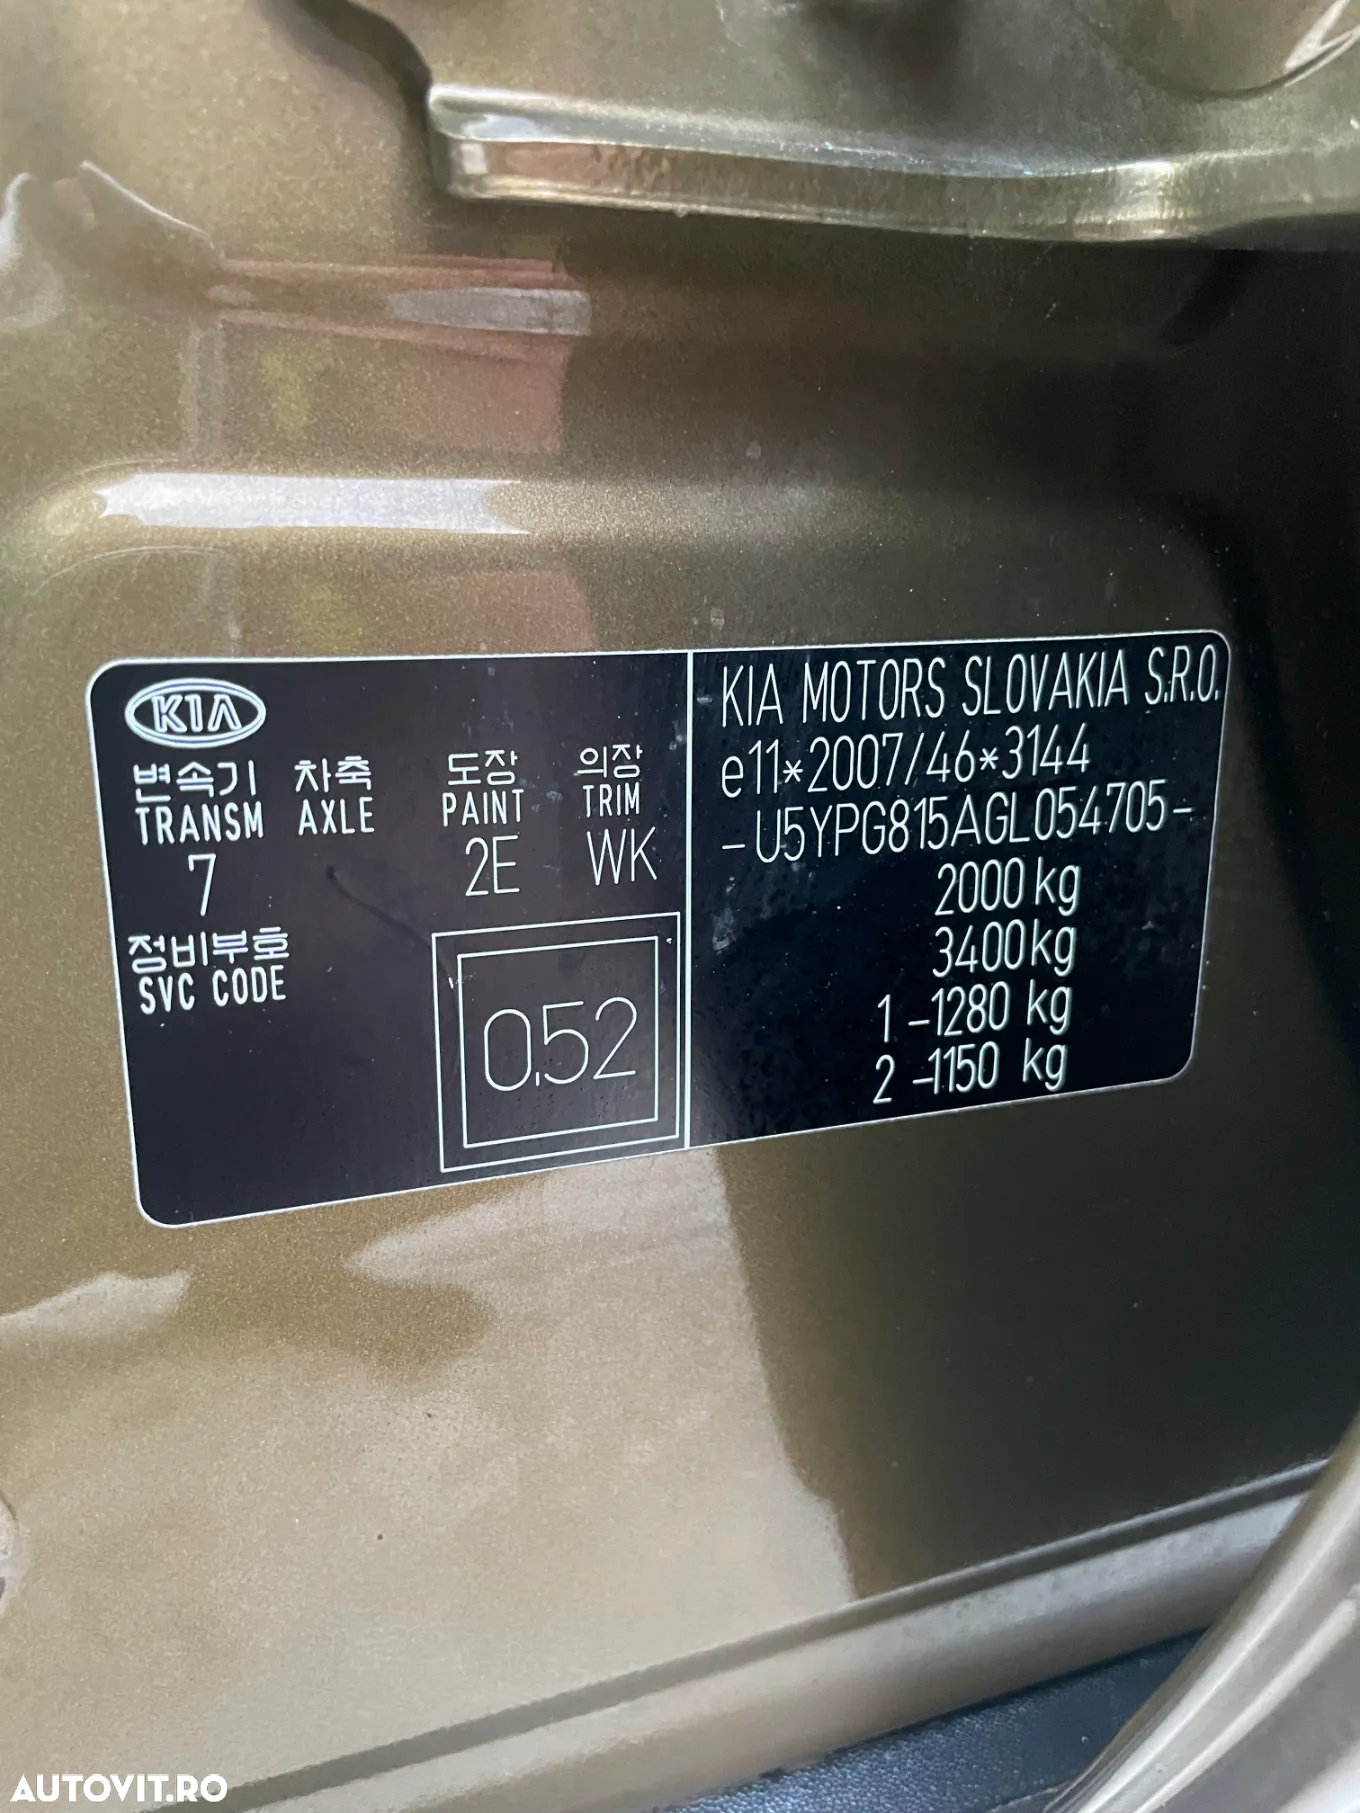 KIA
변속기 차축 도장 의장
TRANSM AXLE PAINT TRIM
7 2E WK
정비부호
SVC CODE
0.52
KIA MOTORS SLOVAKIA S.R.O.
e11*2007/46*3144
-U5YPG815AGL054705-
2000 kg
3400 kg
1 -1280 kg
2 -1150 kg
AUTOVIT.RO